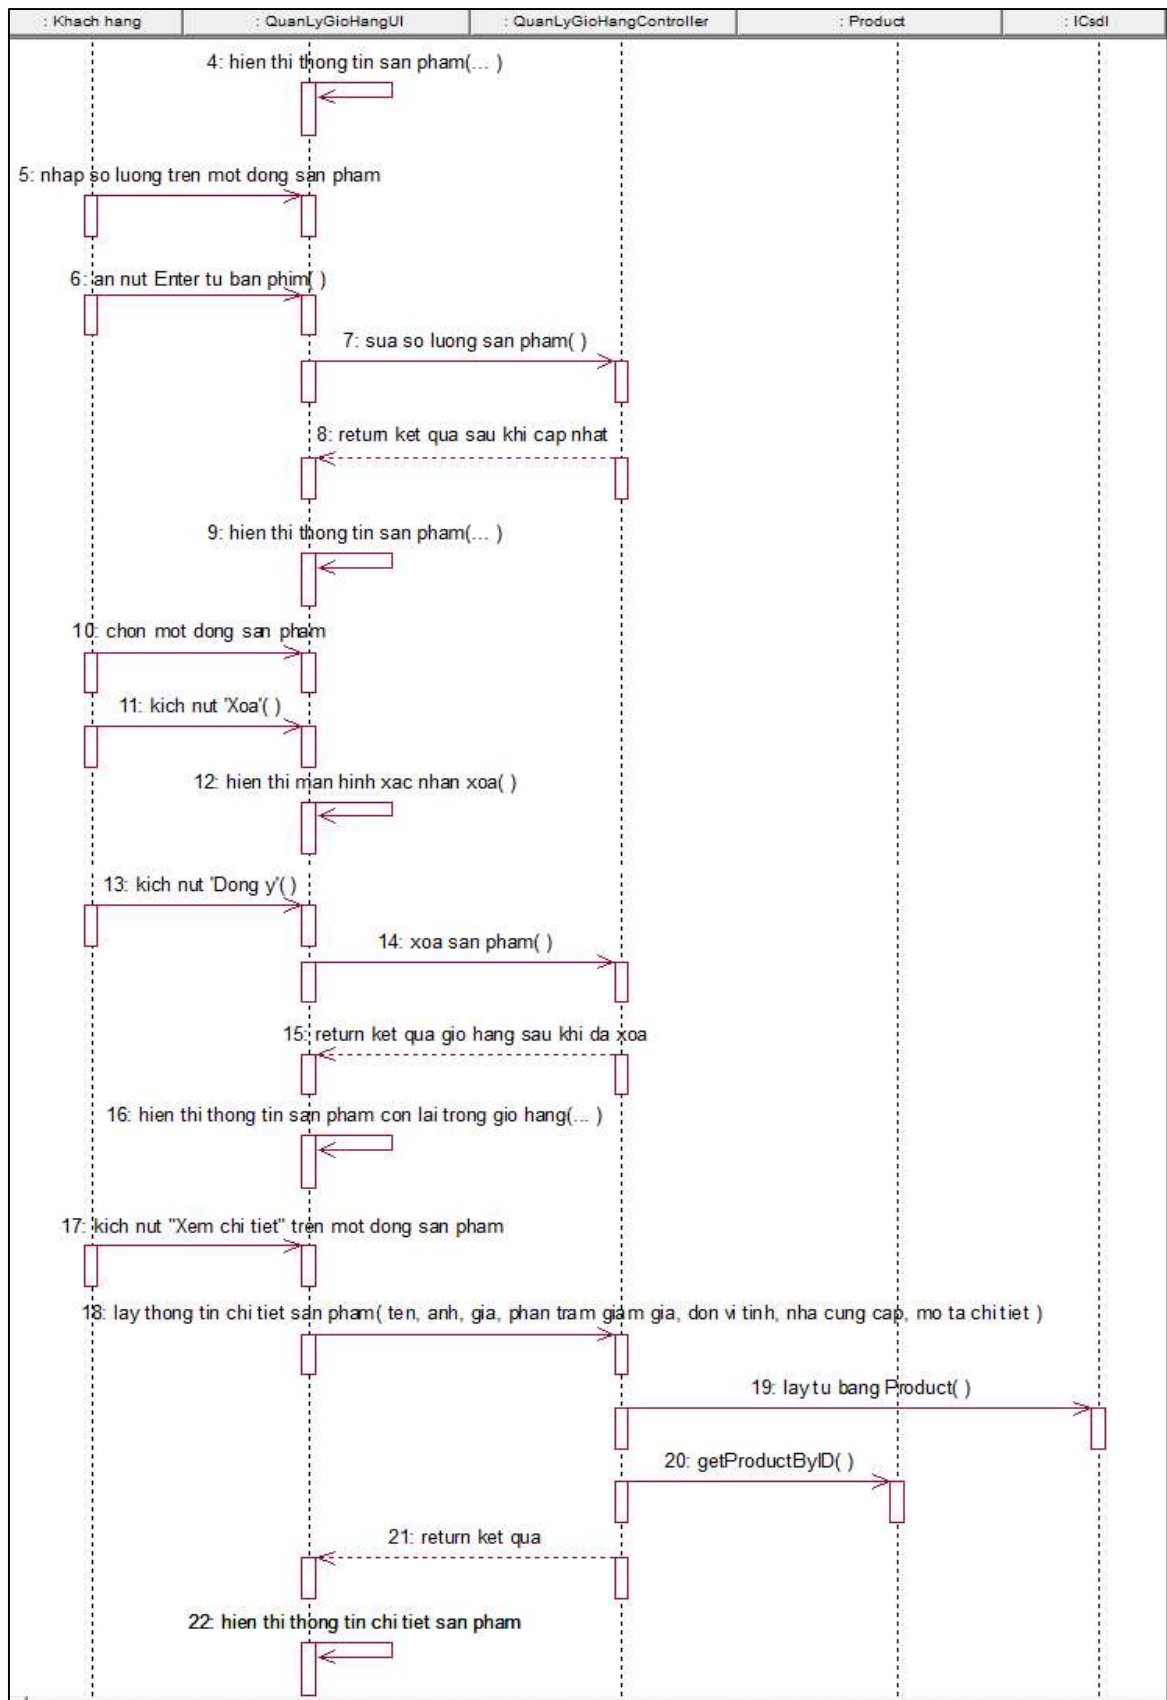 : Khach hang
: QuanLyGioHangUI
: QuanLyGioHangController
: Product
: ICsdl
4: hien thi thong tin san pham(... )
5: nhap so luong tren mot dong san pham
6: an nut Enter tu ban phim( )
7: sua so luong san pham( )
8: return ket qua sau khi cap nhat
9: hien thi thong tin san pham(... )
10: chon mot dong san pham
11: kich nut 'Xoa'( )
12: hien thi man hinh xac nhan xoa( )
13: kich nut 'Dong y'( )
14: xoa san pham( )
15: return ket qua gio hang sau khi da xoa
16: hien thi thong tin san pham con lai trong gio hang(... )
17: kich nut "Xem chi tiet" tren mot dong san pham
18: lay thong tin chi tiet san pham( ten, anh, gia, phan tram giam gia, don vi tinh, nha cung cap, mo ta chi tiet )
19: lay tu bang Product( )
20: getProductByID( )
21: return ket qua
22: hien thi thong tin chi tiet san pham